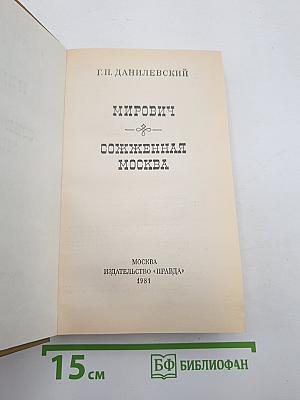 Г.П. ДАНИЛЕВСКИЙ
МИРОВИЧ
СОЖЖЕННАЯ
МОСКВА
МОСКВА
ИЗДАТЕЛЬСТВО «ПРАВДА»
1981
15 см
БФ БИБЛИОФАН